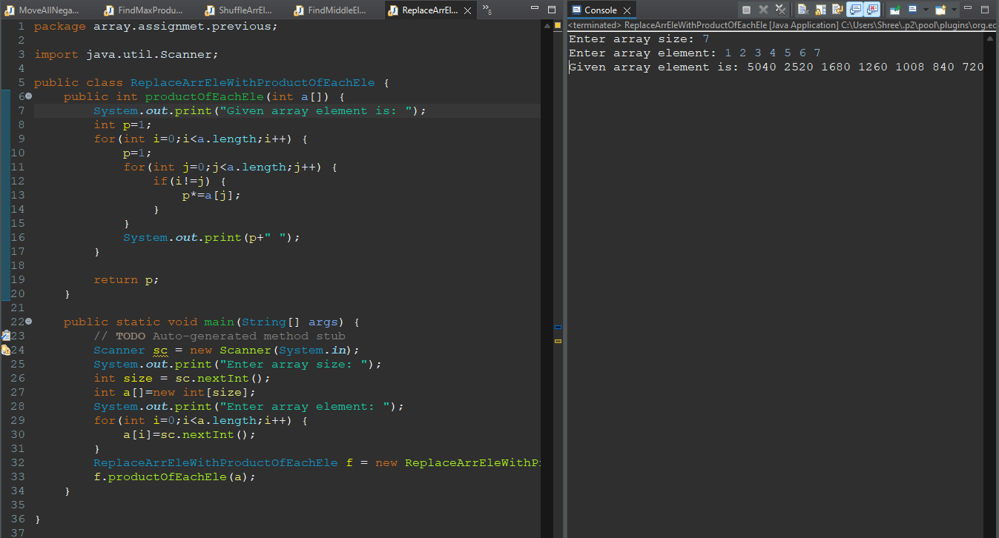 MoveAllNega... FindMaxProdu... ShuffleArrEl... FindMiddleEl... ReplaceArrEl... »8
1 package array.assignmet.previous;
2
3 import java.util.Scanner;
4
5 public class ReplaceArrEleWithProductOfEachEle {
6 public int productOfEachEle(int a[]) {
7 System.out.print("Given array element is: ");
8 int p=1;
9 for(int i=0;i<a.length;i++) {
10 p=1;
11 for(int j=0;j<a.length;j++) {
12 if(i!=j) {
13 p*=a[j];
14 }
15 }
16 System.out.print(p+" ");
17 }
18
19 return p;
20 }
21
22 public static void main(String[] args) {
23 // TODO Auto-generated method stub
24 Scanner sc = new Scanner(System.in);
25 System.out.print("Enter array size: ");
26 int size = sc.nextInt();
27 int a[]=new int[size];
28 System.out.print("Enter array element: ");
29 for(int i=0;i<a.length;i++) {
30 a[i]=sc.nextInt();
31 }
32 ReplaceArrEleWithProductOfEachEle f = new ReplaceArrEleWithP
33 f.productOfEachEle(a);
34 }
35
36 }
37
Console
<terminated> ReplaceArrEleWithProductOfEachEle [Java Application] C:\Users\Shree\.p2\pool\plugins\org.ec
Enter array size: 7
Enter array element: 1 2 3 4 5 6 7
Given array element is: 5040 2520 1680 1260 1008 840 720